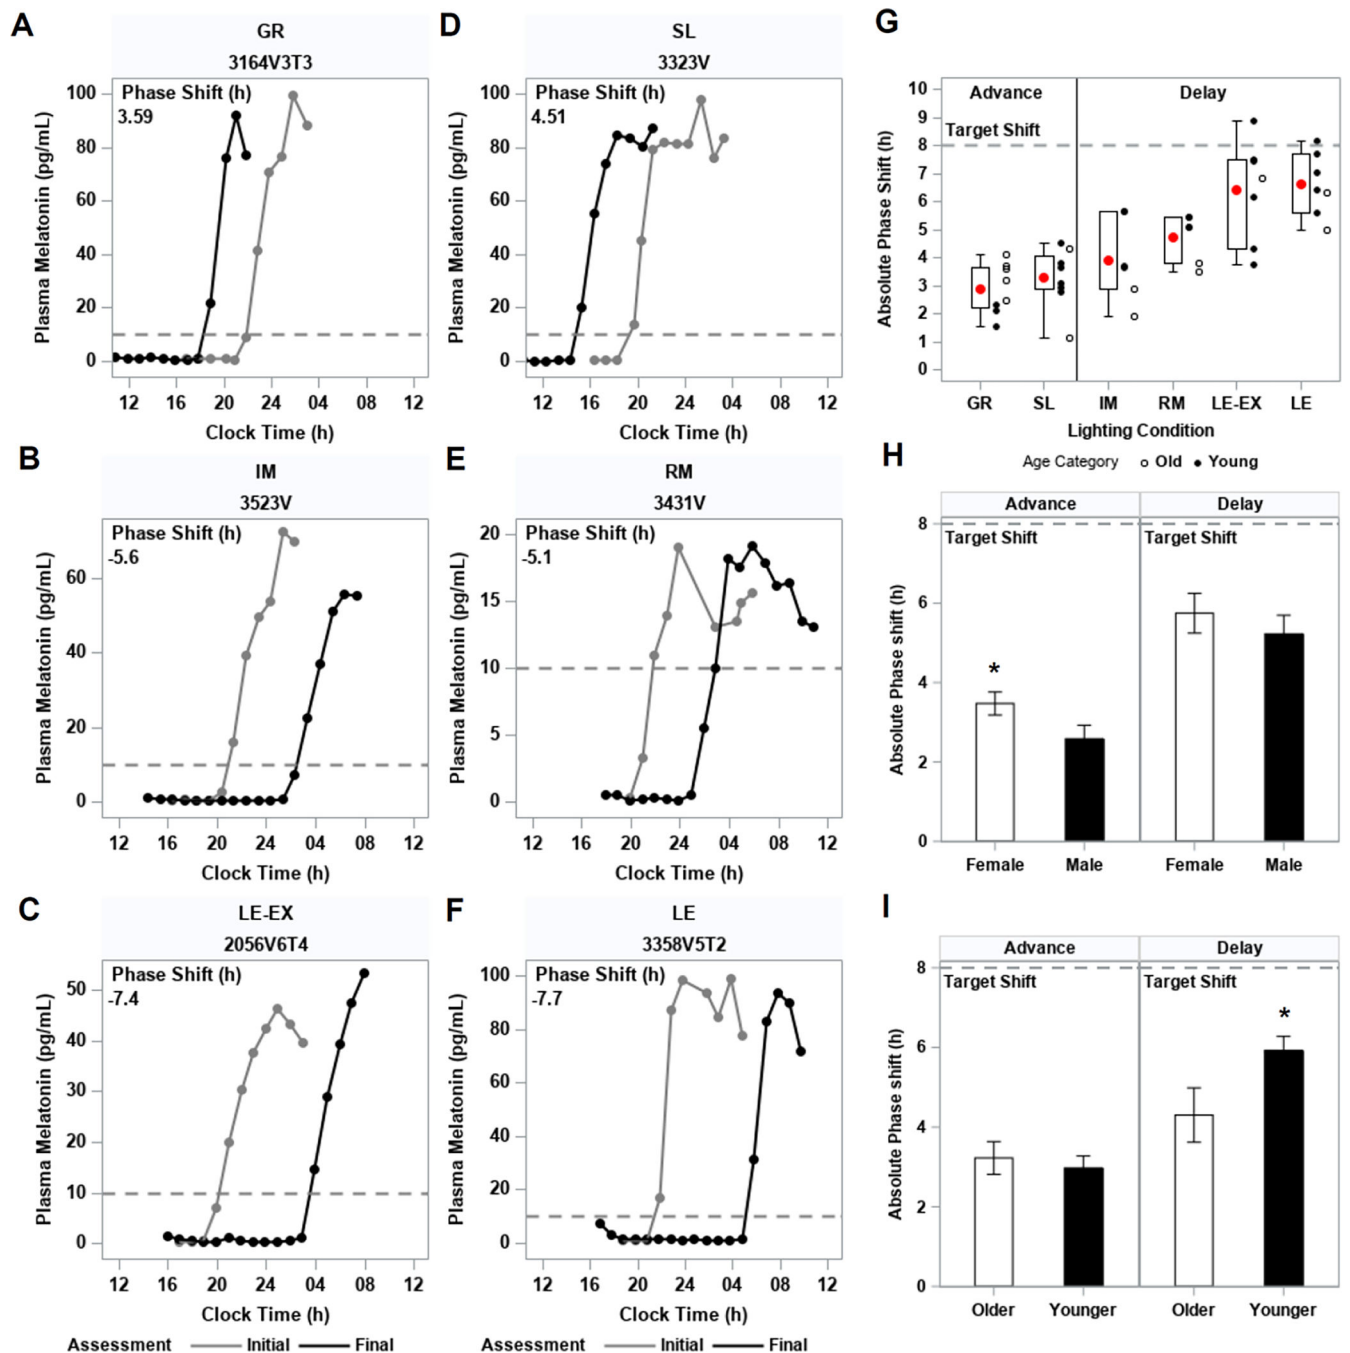 A
GR
3164V3T3
Phase Shift (h)
3.59
Plasma Melatonin (pg/mL)
100
80
60
40
20
0
12 16 20 24 04 08 12
Clock Time (h)
D
SL
3323V
Phase Shift (h)
4.51
Plasma Melatonin (pg/mL)
100
80
60
40
20
0
12 16 20 24 04 08 12
Clock Time (h)
G
Advance
Delay
Target Shift
Absolute Phase Shift (h)
10
9
8
7
6
5
4
3
2
1
0
GR SL IM RM LE-EX LE
Lighting Condition
Age Category Old Young
B
IM
3523V
Phase Shift (h)
-5.6
Plasma Melatonin (pg/mL)
60
40
20
0
12 16 20 24 04 08 12
Clock Time (h)
E
RM
3431V
Phase Shift (h)
-5.1
Plasma Melatonin (pg/mL)
20
15
10
5
0
12 16 20 24 04 08 12
Clock Time (h)
H
Advance
Delay
Target Shift
Target Shift
Absolute Phase shift (h)
8
6
4
2
0
*
Female Male Female Male
C
LE-EX
2056V6T4
Phase Shift (h)
-7.4
Plasma Melatonin (pg/mL)
50
40
30
20
10
0
12 16 20 24 04 08 12
Clock Time (h)
Assessment Initial Final
F
LE
3358V5T2
Phase Shift (h)
-7.7
Plasma Melatonin (pg/mL)
100
80
60
40
20
0
12 16 20 24 04 08 12
Clock Time (h)
Assessment Initial Final
I
Advance
Delay
Target Shift
Target Shift
Absolute Phase shift (h)
8
6
4
2
0
*
Older Younger Older Younger